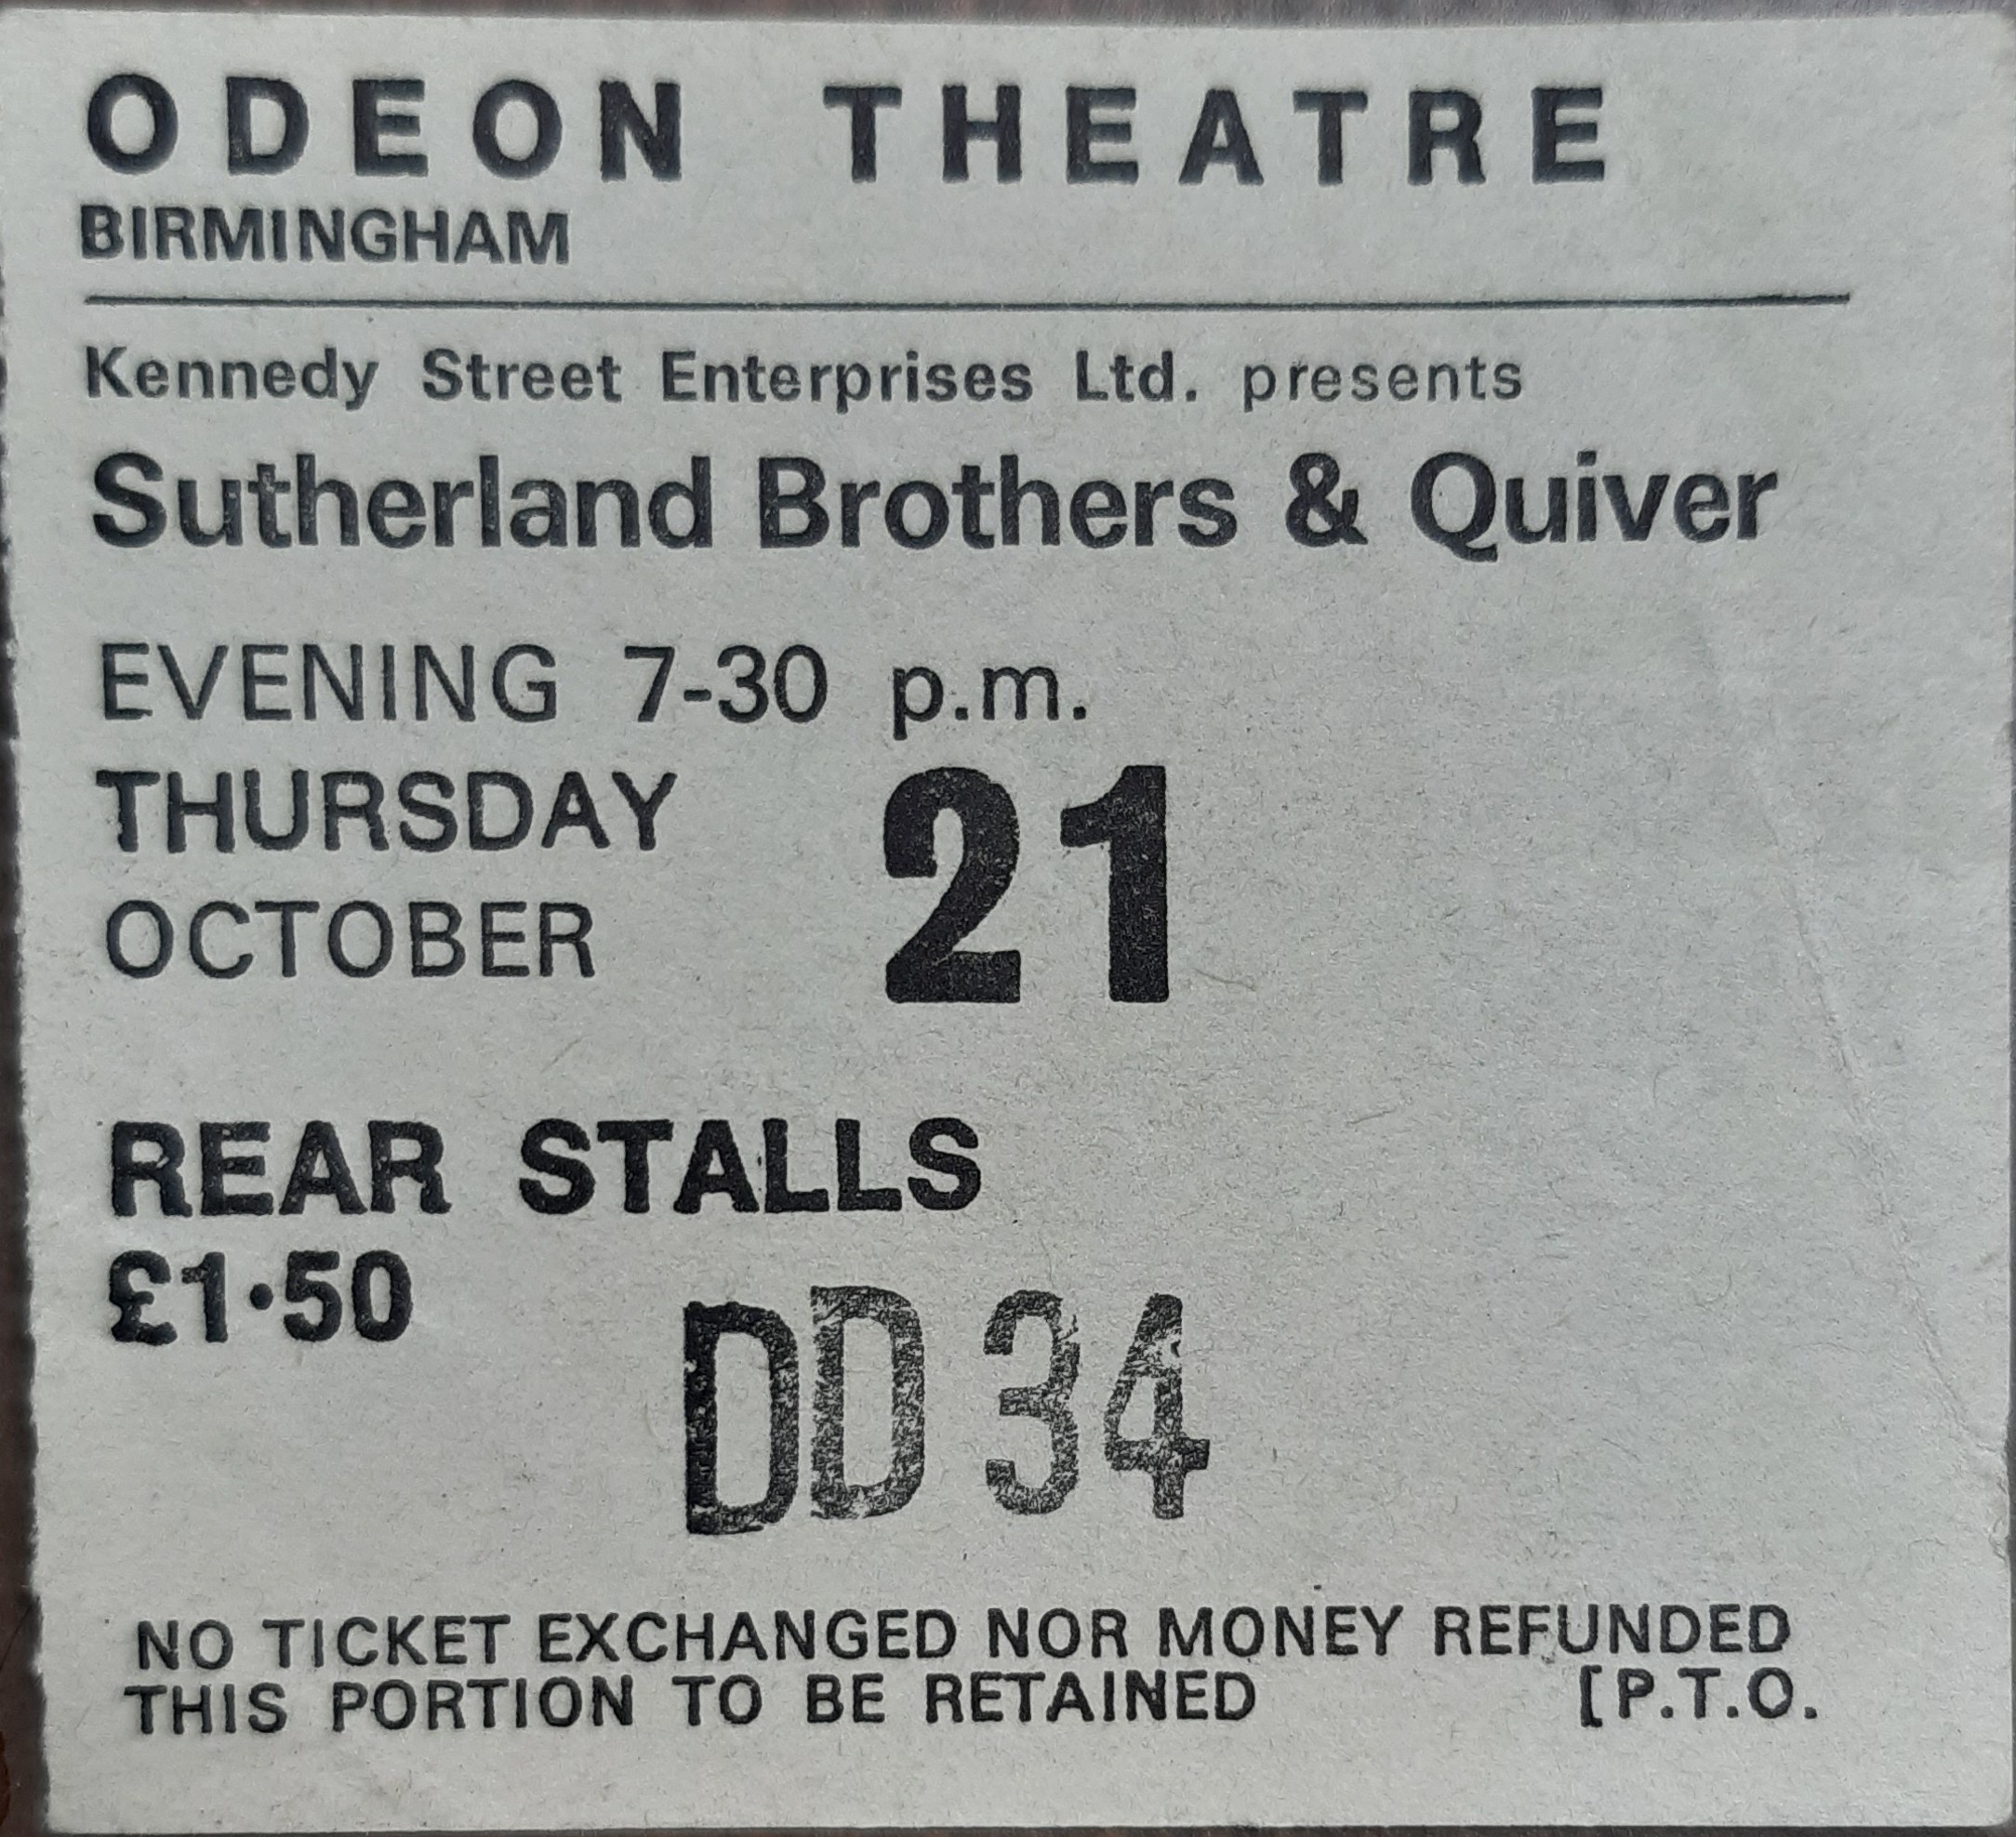 ODEON THEATRE
BIRMINGHAM
Kennedy Street Enterprises Ltd. presents
Sutherland Brothers & Quiver
EVENING 7-30 p.m.
THURSDAY 21
OCTOBER
REAR STALLS
£1·50
DD 34
NO TICKET EXCHANGED NOR MONEY REFUNDED
THIS PORTION TO BE RETAINED [P.T.O.